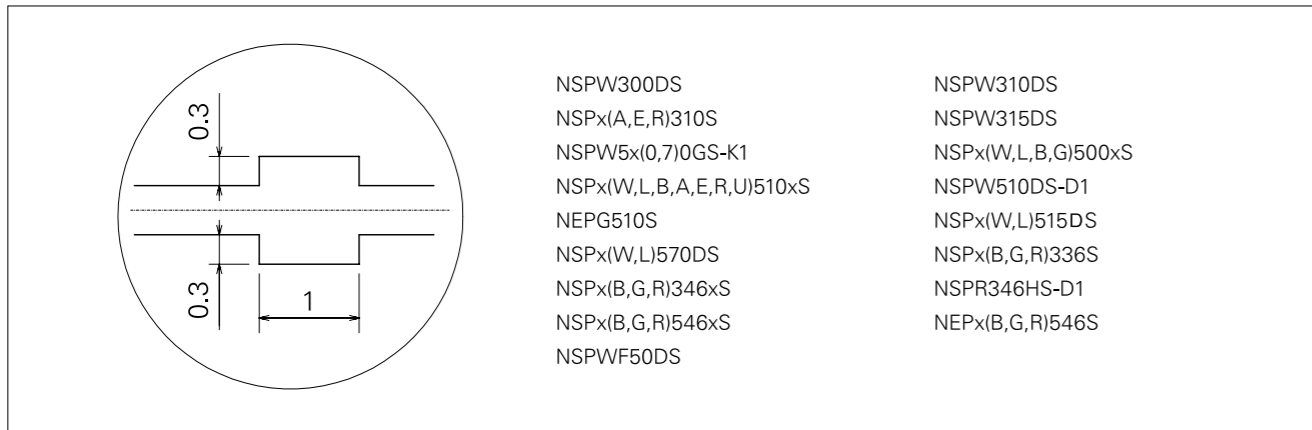 0.3
0.3
1
NSPW300DS
NSPx(A,E,R)310S
NSPW5x(0,7)0GS-K1
NSPx(W,L,B,A,E,R,U)510xS
NEPG510S
NSPx(W,L)570DS
NSPx(B,G,R)346xS
NSPx(B,G,R)546xS
NSPWF50DS
NSPW310DS
NSPW315DS
NSPx(W,L,B,G)500xS
NSPW510DS-D1
NSPx(W,L)515DS
NSPx(B,G,R)336S
NSPR346HS-D1
NEPx(B,G,R)546S